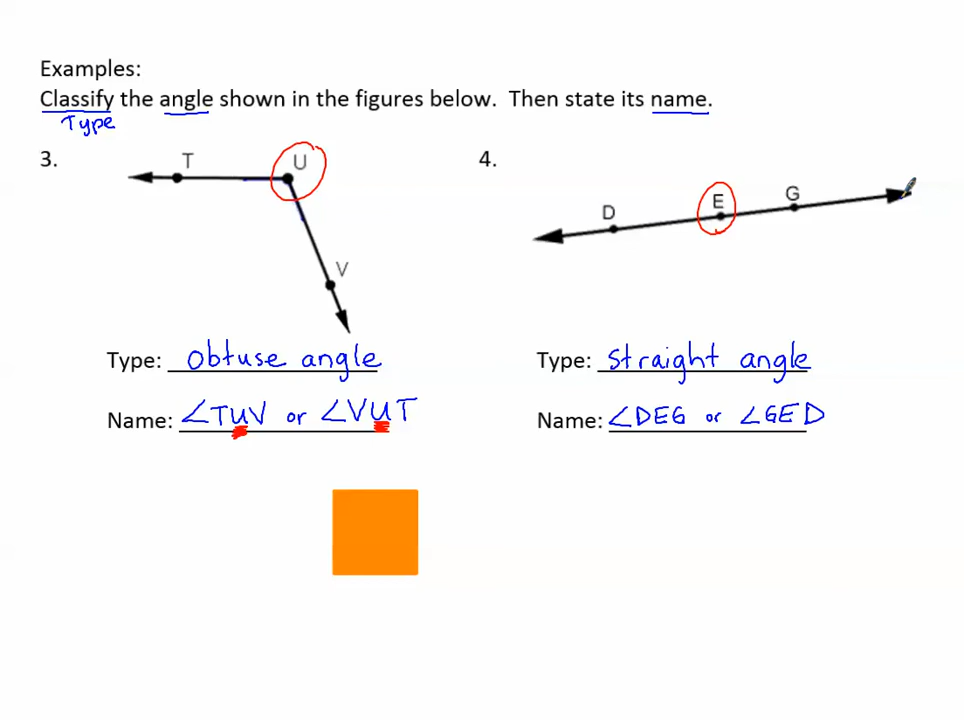 Examples:
Classify the angle shown in the figures below. Then state its name.
Type
3.
T U
V
Type: obtuse angle
Name: ∠TUV or ∠VUT
4.
D E G
Type: straight angle
Name: ∠DEG or ∠GED